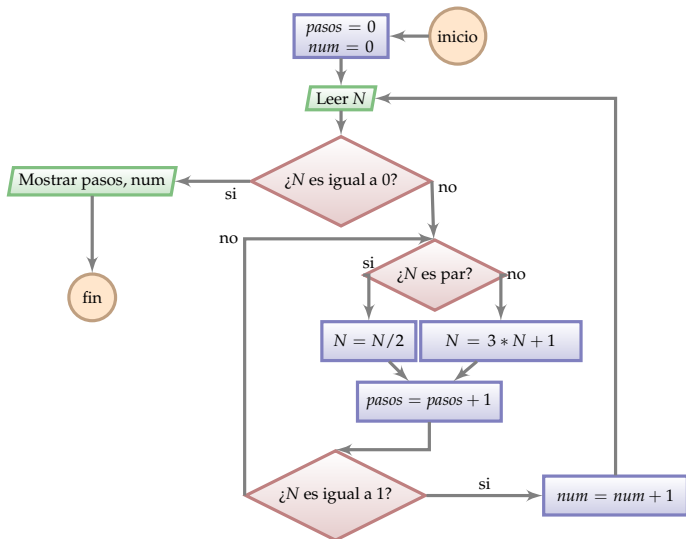 pasos = 0
num = 0
inicio
Leer N
¿N es igual a 0?
si
no
Mostrar pasos, num
fin
no
¿N es par?
si
no
N = N/2
N = 3 * N + 1
pasos = pasos + 1
¿N es igual a 1?
si
num = num + 1